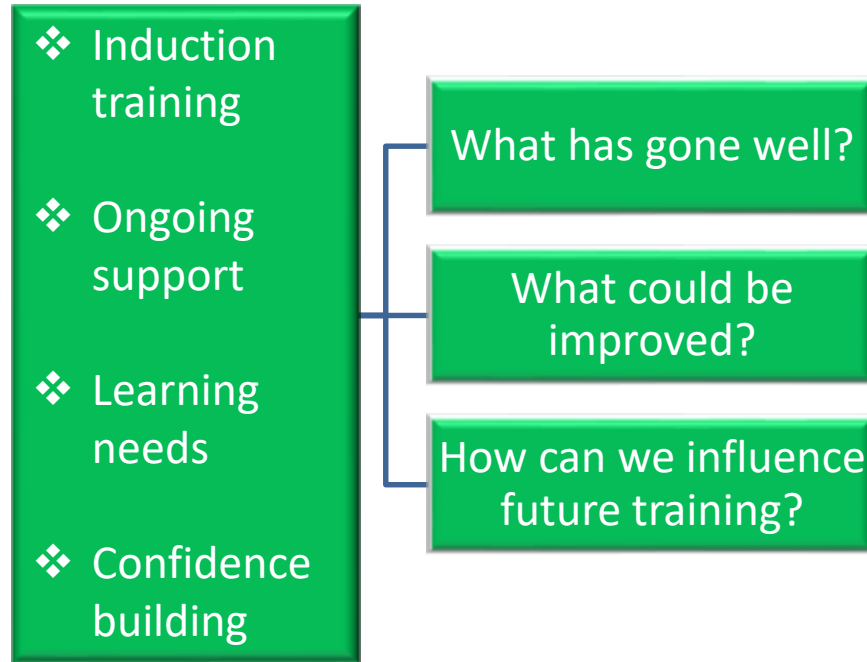 ❖ Induction
training
❖ Ongoing
support
❖ Learning
needs
❖ Confidence
building
What has gone well?
What could be
improved?
How can we influence
future training?